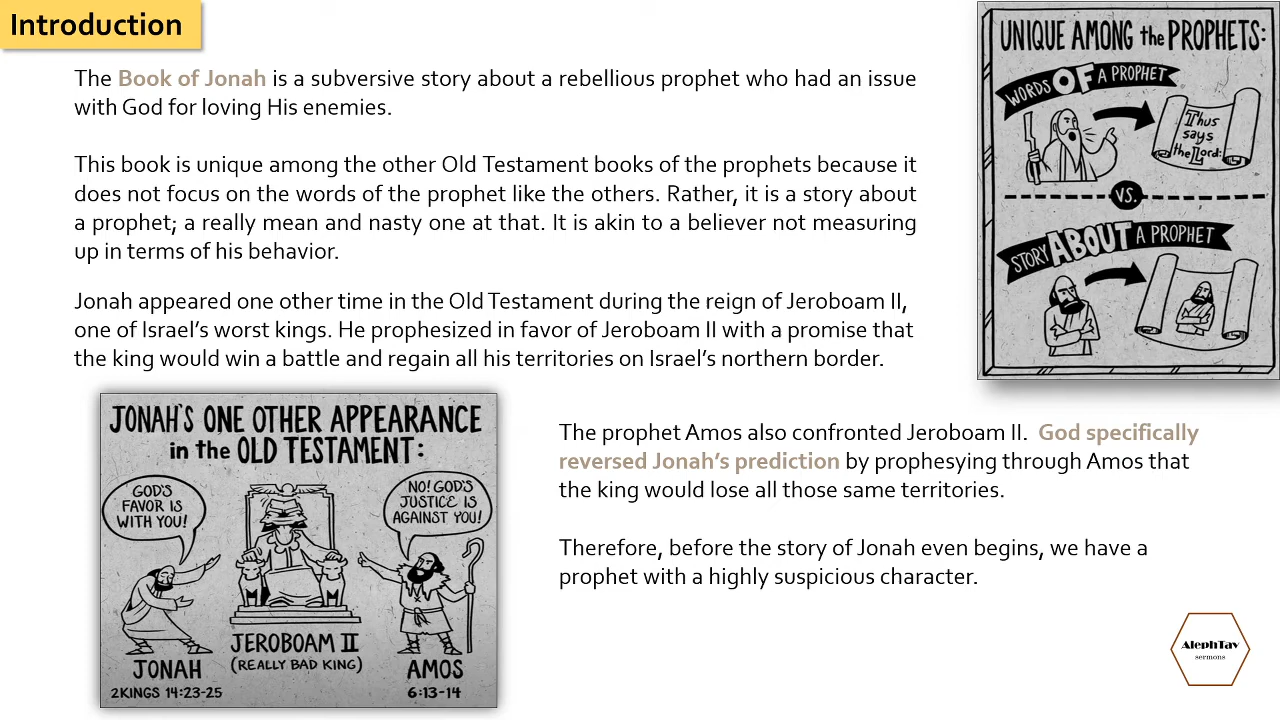 Introduction
The Book of Jonah is a subversive story about a rebellious prophet who had an issue
with God for loving His enemies.
This book is unique among the other Old Testament books of the prophets because it
does not focus on the words of the prophet like the others. Rather, it is a story about
a prophet; a really mean and nasty one at that. It is akin to a believer not measuring
up in terms of his behavior.
Jonah appeared one other time in the Old Testament during the reign of Jeroboam II,
one of Israel's worst kings. He prophesized in favor of Jeroboam II with a promise that
the king would win a battle and regain all his territories on Israel's northern border.
UNIQUE AMONG the PROPHETS:
WORDS OF A PROPHET
Thus
says
the Lord:
VS.
STORY ABOUT A PROPHET
JONAH'S ONE OTHER APPEARANCE
in the OLD TESTAMENT:
GOD'S
FAVOR IS
WITH YOU!
NO! GOD'S
JUSTICE IS
AGAINST YOU!
JEROBOAM II
(REALLY BAD KING)
JONAH
2KINGS 14:23-25
AMOS
6:13-14
The prophet Amos also confronted Jeroboam II. God specifically
reversed Jonah's prediction by prophesying through Amos that
the king would lose all those same territories.
Therefore, before the story of Jonah even begins, we have a
prophet with a highly suspicious character.
AlephTav
sermons